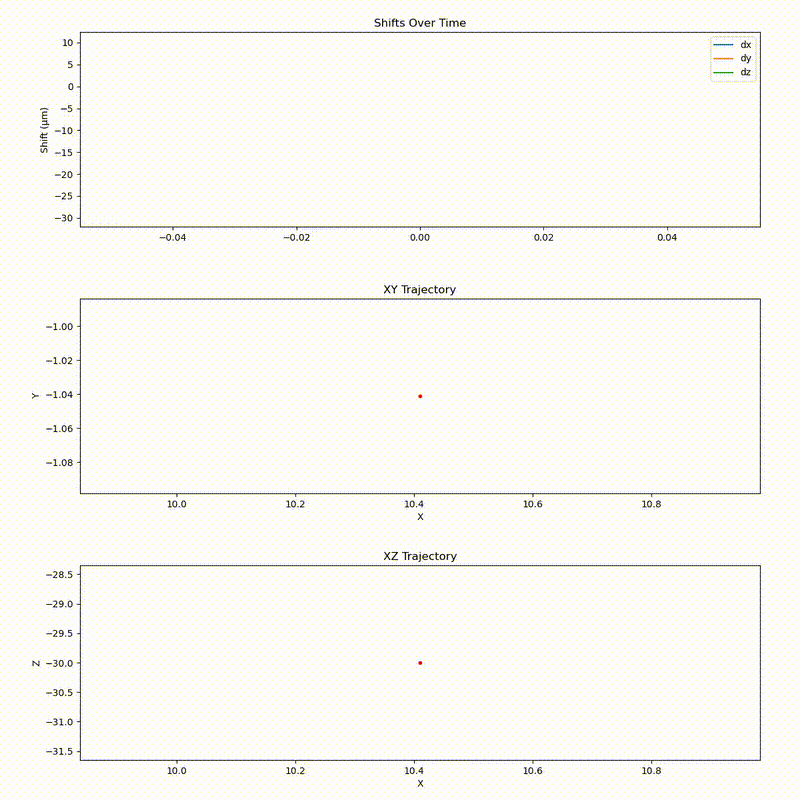 Shifts Over Time
10
5
0
−5
−10
−15
−20
−25
−30
Shift (μm)
dx
dy
dz
−0.04 −0.02 0.00 0.02 0.04
XY Trajectory
−1.00
−1.02
−1.04
−1.06
−1.08
Y
10.0 10.2 10.4 10.6 10.8
X
XZ Trajectory
−28.5
−29.0
−29.5
−30.0
−30.5
−31.0
−31.5
Z
10.0 10.2 10.4 10.6 10.8
X